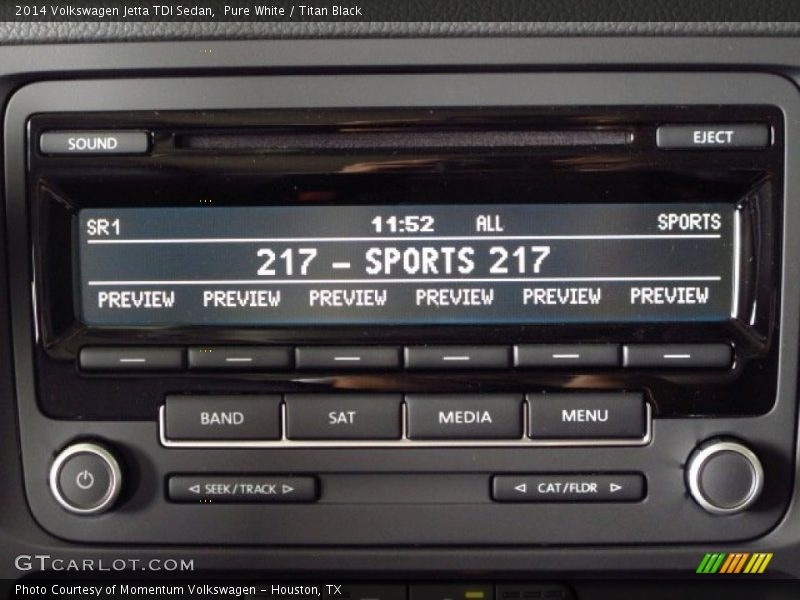 2014 Volkswagen Jetta TDI Sedan,  Pure White / Titan Black
SOUND
EJECT
SR1 11:52 ALL SPORTS
217 - SPORTS 217
PREVIEW PREVIEW PREVIEW PREVIEW PREVIEW PREVIEW
BAND SAT MEDIA MENU
SEEK/TRACK
CAT/FLDR
GTCARLOT.COM
Photo Courtesy of Momentum Volkswagen - Houston, TX